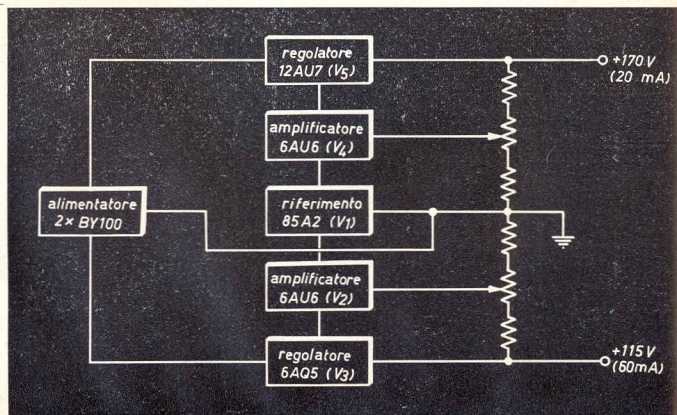 regolatore
12AU7 (V5)
+170 V
(20 mA)
amplificatore
6AU6 (V4)
alimentatore
2x BY100
riferimento
85A2 (V1)
amplificatore
6AU6 (V2)
regolatore
6AQ5 (V3)
+115 V
(60mA)